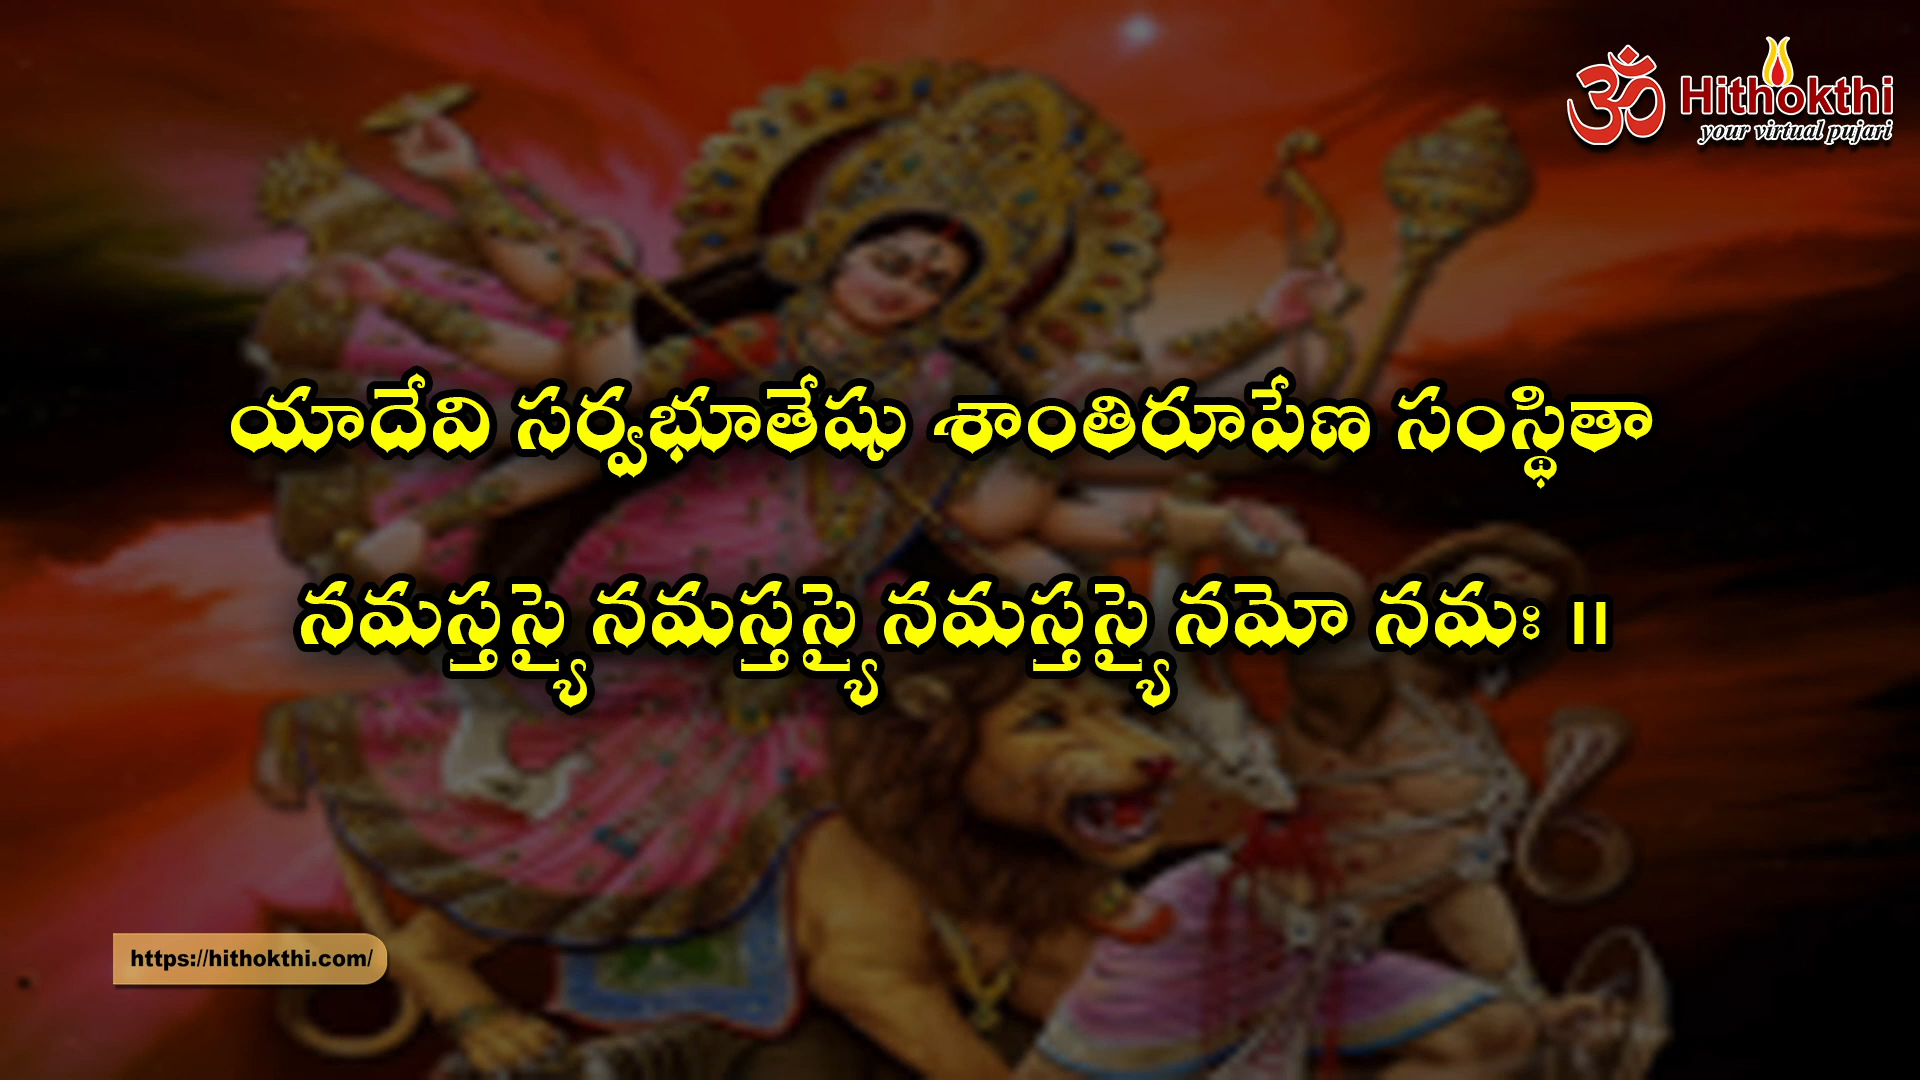 ॐ Hithokthi
your virtual pujari
యాదేవి సర్వభూతేషు శాంతిరూపేణ సంస్థితా
నమస్తస్యై నమస్తస్యై నమస్తస్యై నమో నమః ॥
https://hithokthi.com/